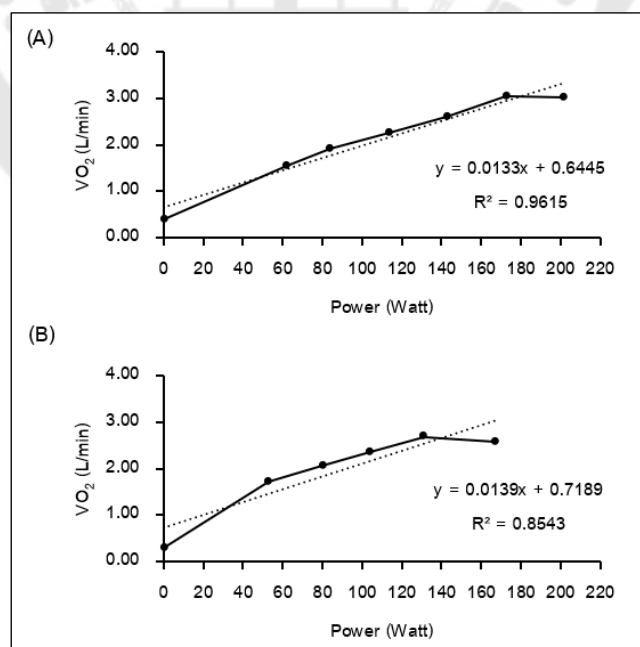 (A)
4.00
3.00
2.00
1.00
0.00
VO₂ (L/min)
y = 0.0133x + 0.6445
R² = 0.9615
0 20 40 60 80 100 120 140 160 180 200 220
Power (Watt)
(B)
4.00
3.00
2.00
1.00
0.00
VO₂ (L/min)
y = 0.0139x + 0.7189
R² = 0.8543
0 20 40 60 80 100 120 140 160 180 200 220
Power (Watt)